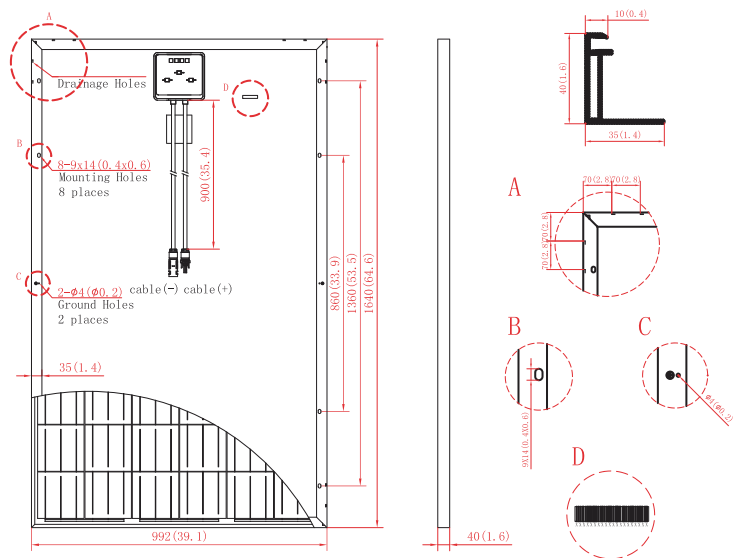 A
Drainage Holes
D
B
8-9x14(0.4x0.6)
Mounting Holes
8 places
900(35.4)
C
2-φ4(φ0.2)
Ground Holes
2 places
cable(-) cable(+)
860(33.9)
1360(53.5)
1640(64.6)
35(1.4)
992(39.1)
40(1.6)
10(0.4)
40(1.6)
35(1.4)
A
70(2.8)
70(2.8)
70(2.8)
70(2.8)
B
9X14(0.4X0.6)
C
φ4(φ0.2)
D